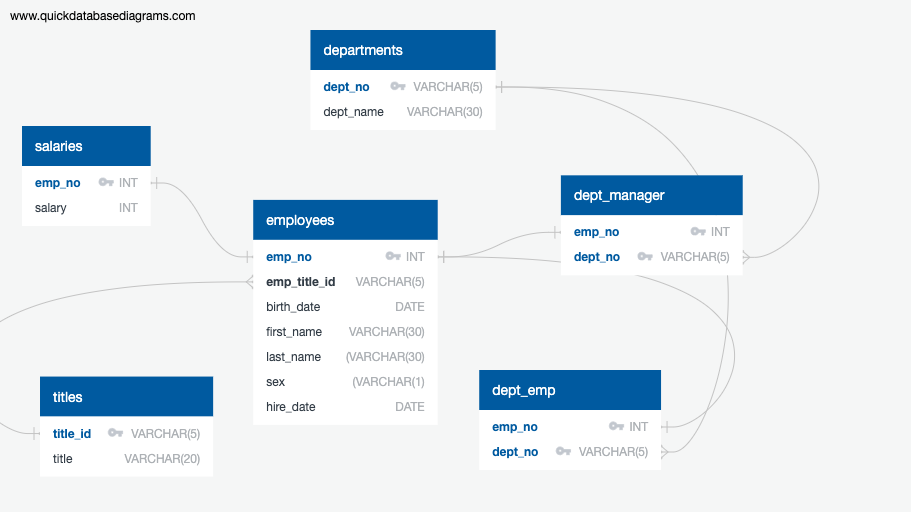 www.quickdatabasediagrams.com
departments
dept_no VARCHAR(5)
dept_name VARCHAR(30)
salaries
emp_no INT
salary INT
employees
emp_no INT
emp_title_id VARCHAR(5)
birth_date DATE
first_name VARCHAR(30)
last_name (VARCHAR(30)
sex (VARCHAR(1)
hire_date DATE
dept_manager
emp_no INT
dept_no VARCHAR(5)
titles
title_id VARCHAR(5)
title VARCHAR(20)
dept_emp
emp_no INT
dept_no VARCHAR(5)